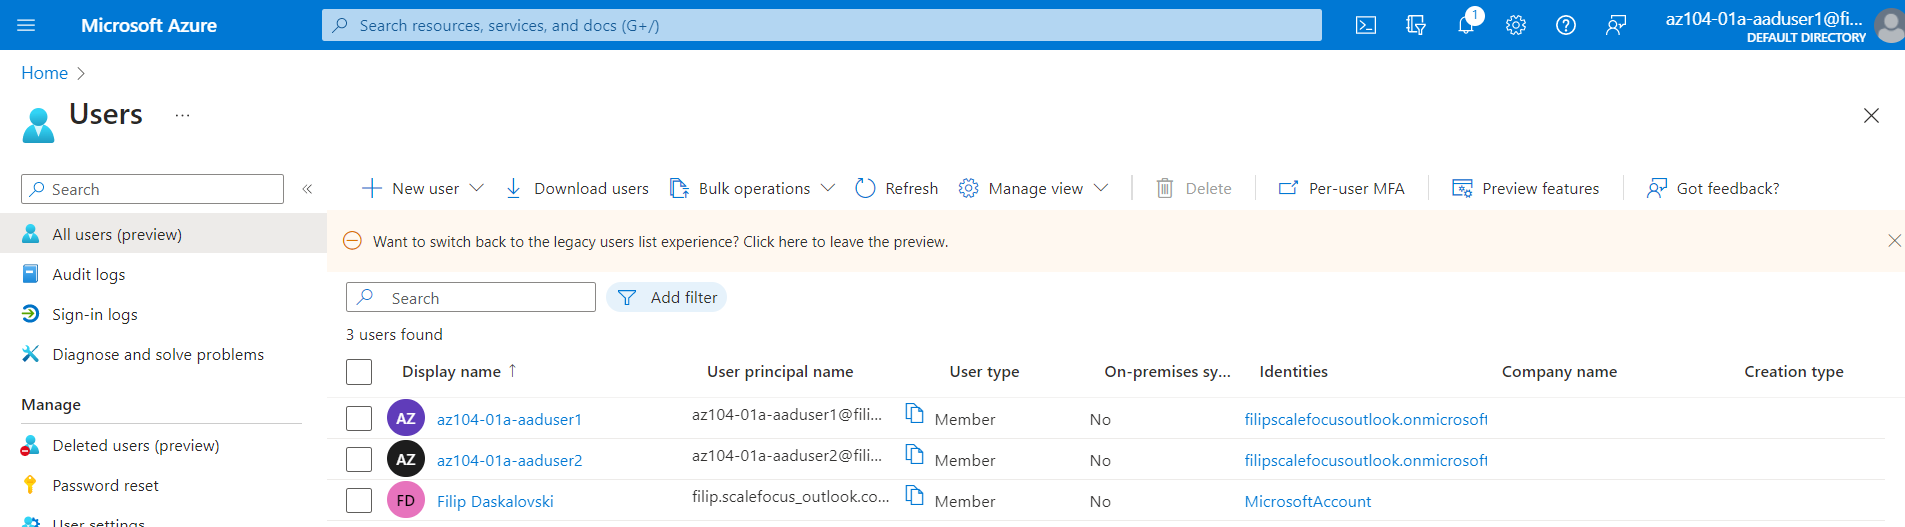 Microsoft Azure
Search resources, services, and docs (G+/)
1
az104-01a-aaduser1@fi...
DEFAULT DIRECTORY
Home
Users
...
Search
All users (preview)
Audit logs
Sign-in logs
Diagnose and solve problems
Manage
Deleted users (preview)
Password reset
User settings
New user
Download users
Bulk operations
Refresh
Manage view
Delete
Per-user MFA
Preview features
Got feedback?
Want to switch back to the legacy users list experience? Click here to leave the preview.
Search
Add filter
3 users found
Display name ↑ User principal name User type On-premises sy... Identities Company name Creation type
AZ az104-01a-aaduser1 az104-01a-aaduser1@fili... Member No filipscalefocusoutlook.onmicrosoft
AZ az104-01a-aaduser2 az104-01a-aaduser2@fili... Member No filipscalefocusoutlook.onmicrosoft
FD Filip Daskalovski filip.scalefocus_outlook.co... Member No MicrosoftAccount